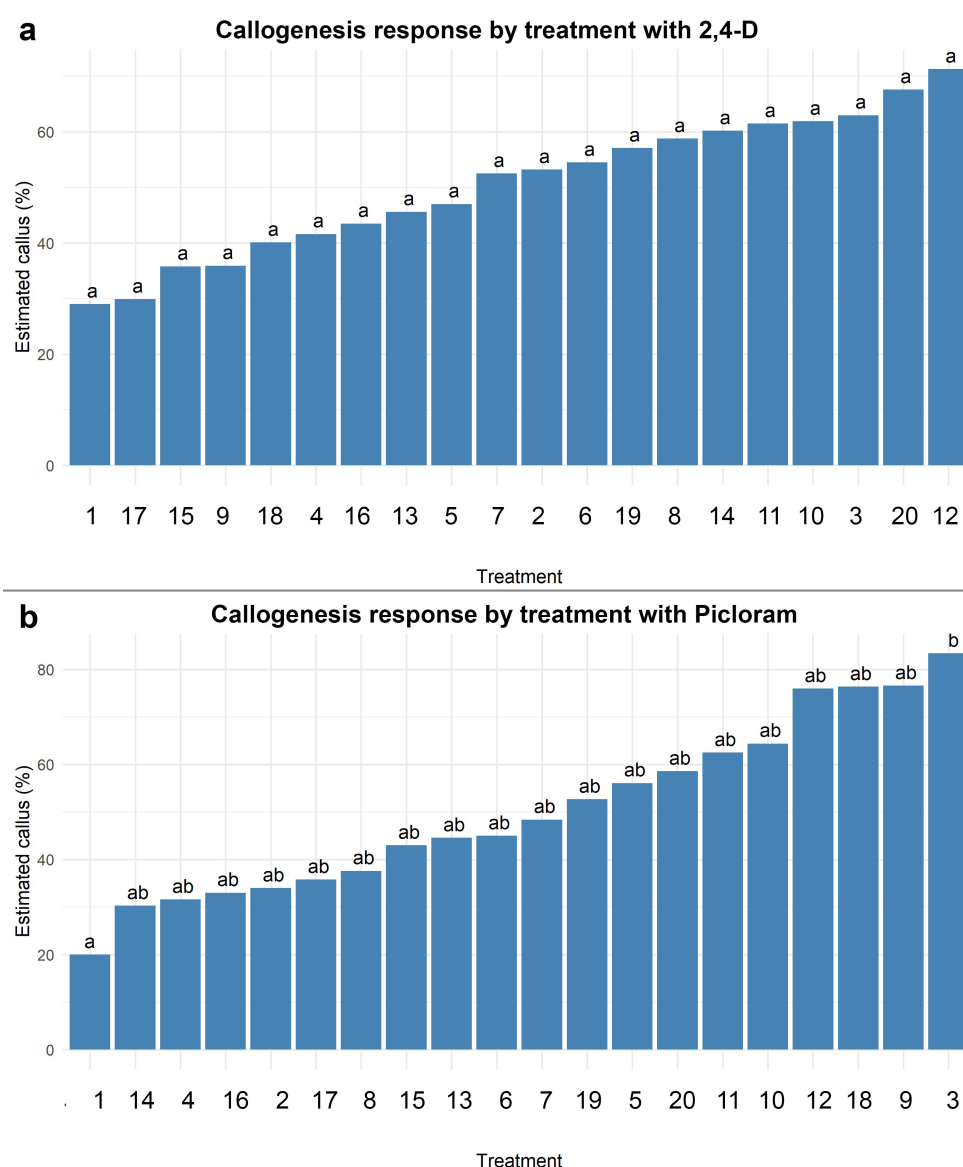 a
Callogenesis response by treatment with 2,4-D
Estimated callus (%)
60
40
20
0
a a a a a a a a a a a a a a a a a a a a
1 17 15 9 18 4 16 13 5 7 2 6 19 8 14 11 10 3 20 12
Treatment
b
Callogenesis response by treatment with Picloram
Estimated callus (%)
80
60
40
20
0
a ab ab ab ab ab ab ab ab ab ab ab ab ab ab ab ab ab ab b
1 14 4 16 2 17 8 15 13 6 7 19 5 20 11 10 12 18 9 3
Treatment